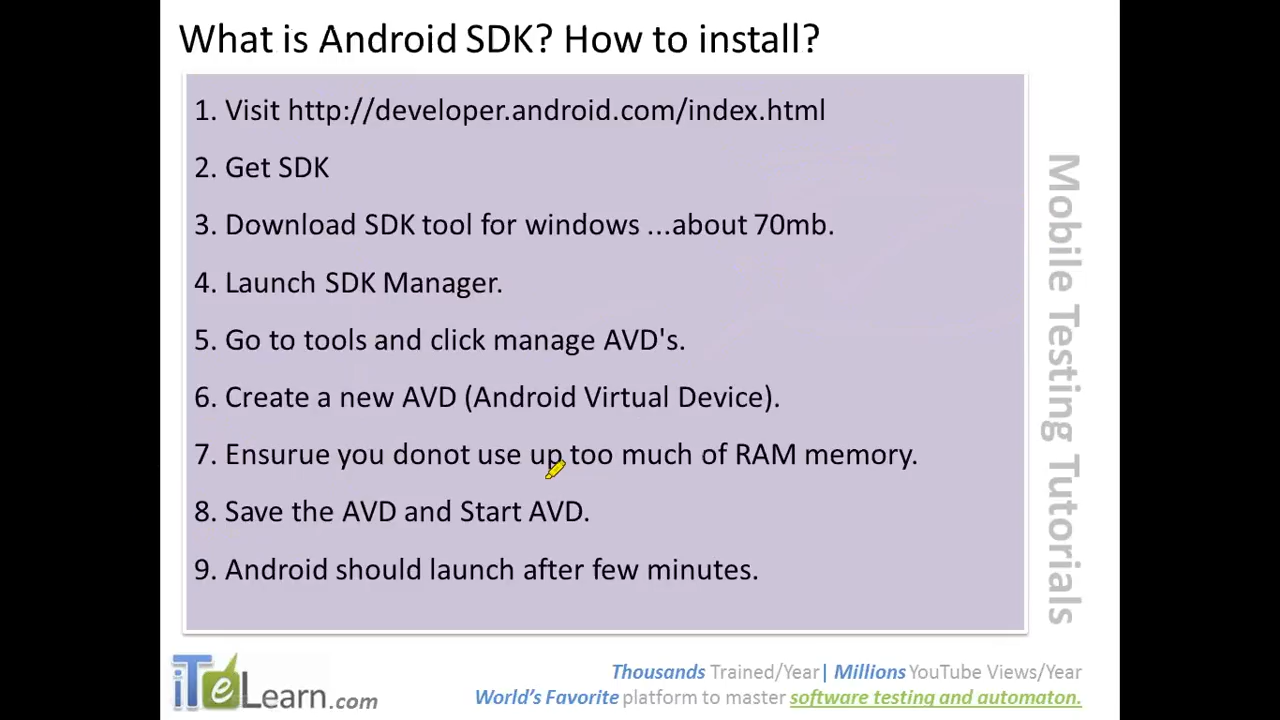 What is Android SDK? How to install?
1. Visit http://developer.android.com/index.html
2. Get SDK
3. Download SDK tool for windows ...about 70mb.
4. Launch SDK Manager.
5. Go to tools and click manage AVD's.
6. Create a new AVD (Android Virtual Device).
7. Ensurue you donot use up too much of RAM memory.
8. Save the AVD and Start AVD.
9. Android should launch after few minutes.
Mobile Testing Tutorials
iTeLearn.com
Thousands Trained/Year| Millions YouTube Views/Year
World's Favorite platform to master software testing and automaton.